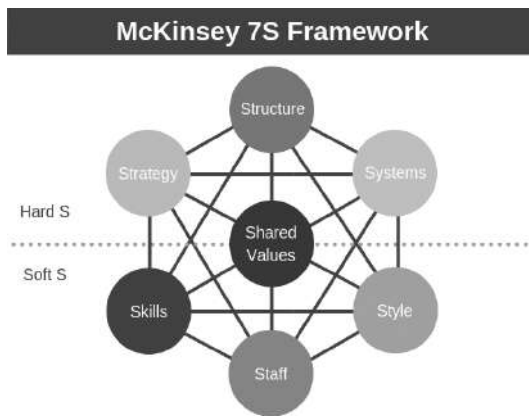 McKinsey 7S Framework
Structure
Strategy
Systems
Hard S
Shared
Values
Soft S
Skills
Style
Staff